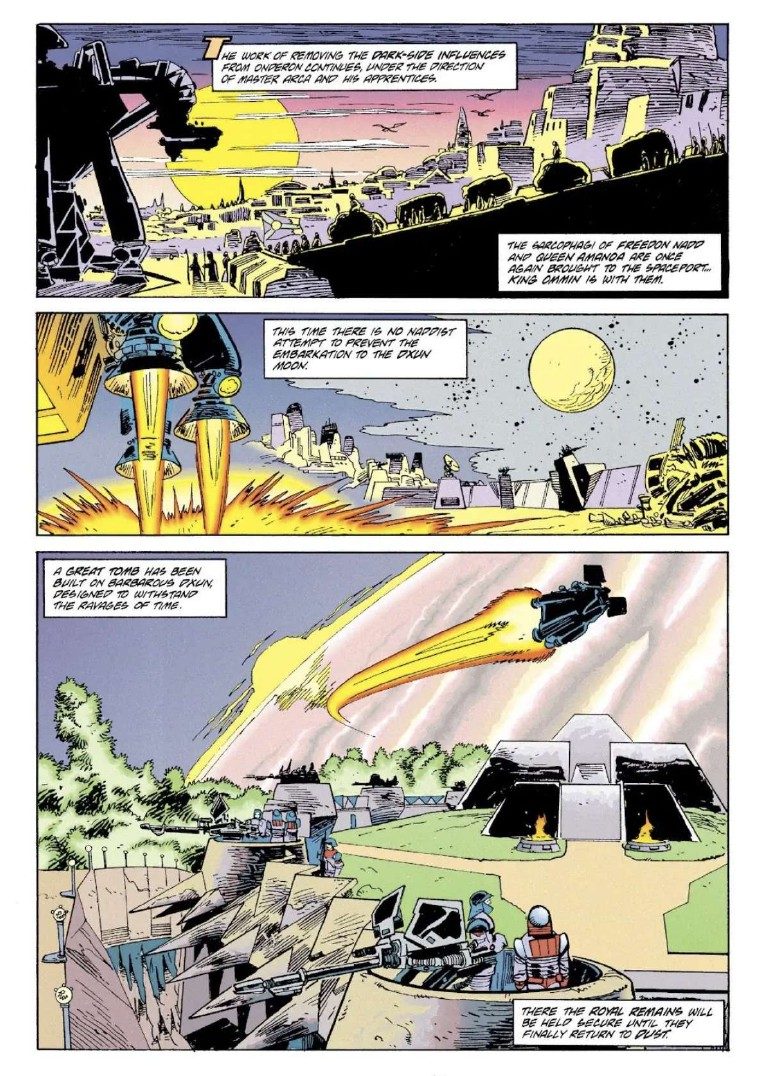 THE WORK OF REMOVING THE DARK-SIDE INFLUENCES
FROM ONDERON CONTINUES, UNDER THE DIRECTION
OF MASTER ARCA AND HIS APPRENTICES.
THE SARCOPHAGI OF FREEDON NADD
AND QUEEN AMANOA ARE ONCE
AGAIN BROUGHT TO THE SPACEPORT...
KING OMMIN IS WITH THEM.
THIS TIME THERE IS NO NADDIST
ATTEMPT TO PREVENT THE
EMBARKATION TO THE DXUN
MOON.
A GREAT TOMB HAS BEEN
BUILT ON BARBAROUS DXUN,
DESIGNED TO WITHSTAND
THE RAVAGES OF TIME.
THERE THE ROYAL REMAINS WILL
BE HELD SECURE UNTIL THEY
FINALLY RETURN TO DUST.